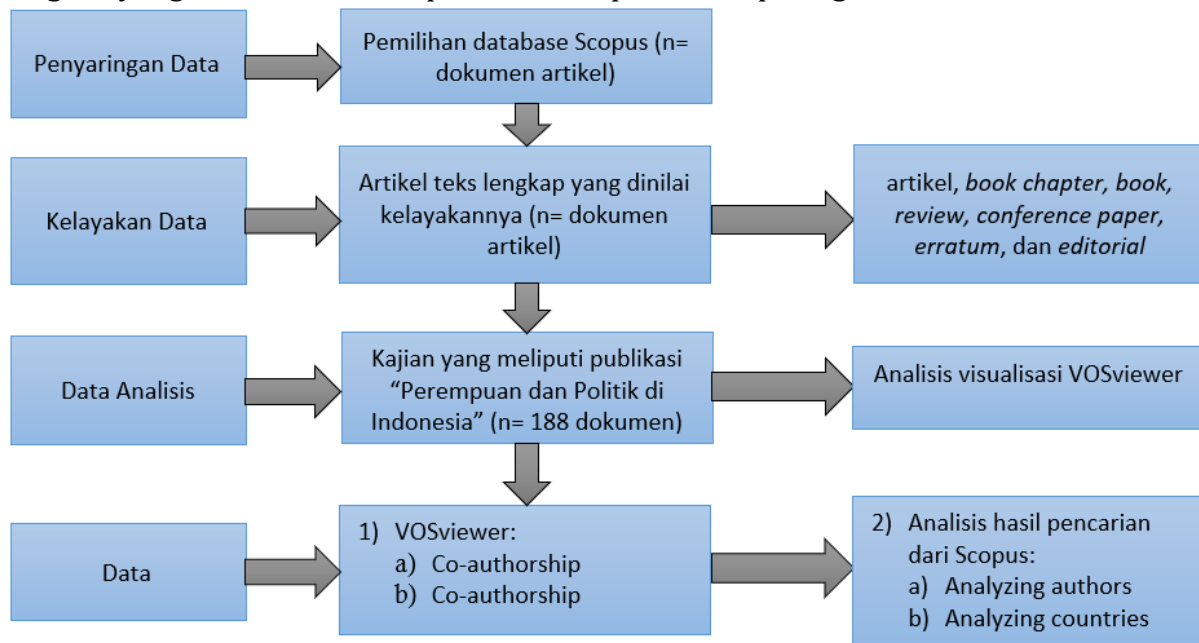 Penyaringan Data
Pemilihan database Scopus (n=
dokumen artikel)
Kelayakan Data
Artikel teks lengkap yang dinilai
kelayakannya (n= dokumen
artikel)
artikel, book chapter, book,
review, conference paper,
erratum, dan editorial
Data Analisis
Kajian yang meliputi publikasi
“Perempuan dan Politik di
Indonesia” (n= 188 dokumen)
Analisis visualisasi VOSviewer
Data
1) VOSviewer:
a) Co-authorship
b) Co-authorship
2) Analisis hasil pencarian
dari Scopus:
a) Analyzing authors
b) Analyzing countries